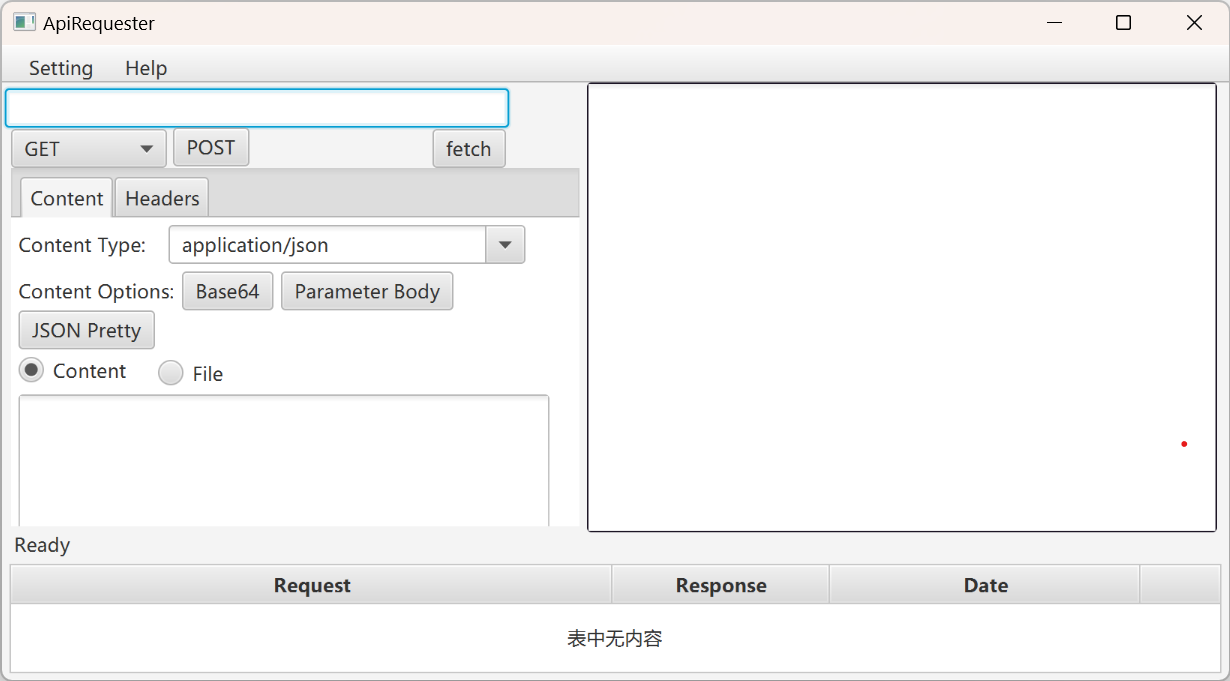 ApiRequester
Setting Help
GET POST fetch
Content Headers
Content Type: application/json
Content Options: Base64 Parameter Body
JSON Pretty
Content File
Ready
Request Response Date
表中无内容